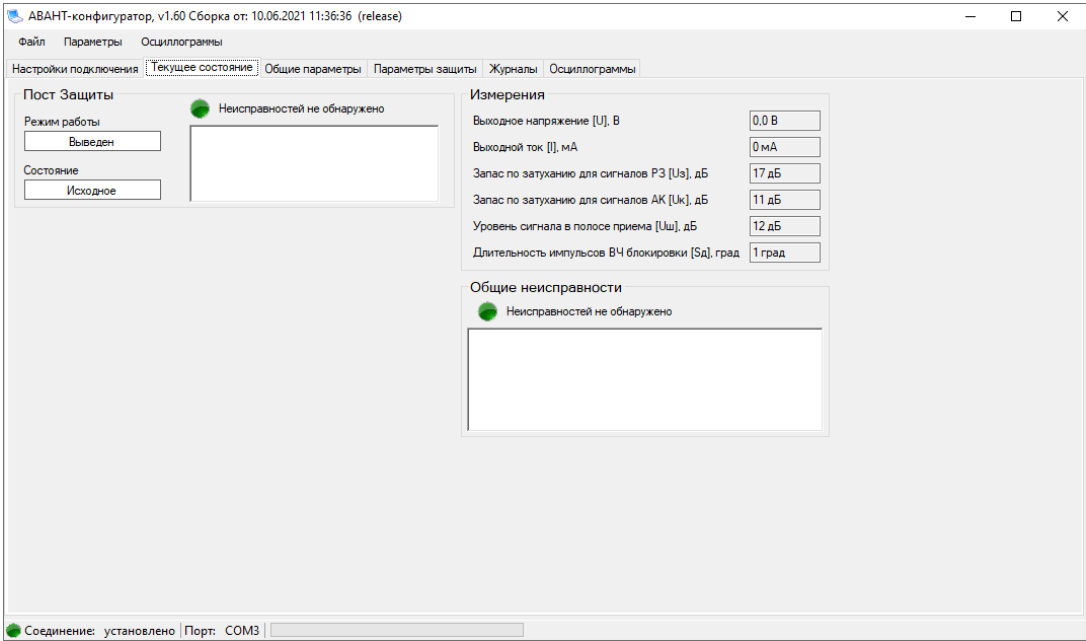 АВАНТ-конфигуратор, v1.60 Сборка от: 10.06.2021 11:36:36 (release)
Файл Параметры Осциллограммы
Настройки подключения Текущее состояние Общие параметры Параметры защиты Журналы Осциллограммы
Пост Защиты
Режим работы
Выведен
Состояние
Исходное
Неисправностей не обнаружено
Измерения
Выходное напряжение [U], В 0,0 В
Выходной ток [I], мА 0 мА
Запас по затуханию для сигналов РЗ [Uз], дБ 17 дБ
Запас по затуханию для сигналов АК [Uк], дБ 11 дБ
Уровень сигнала в полосе приема [Uш], дБ 12 дБ
Длительность импульсов ВЧ блокировки [Sд], град 1 град
Общие неисправности
Неисправностей не обнаружено
Соединение: установлено Порт: COM3